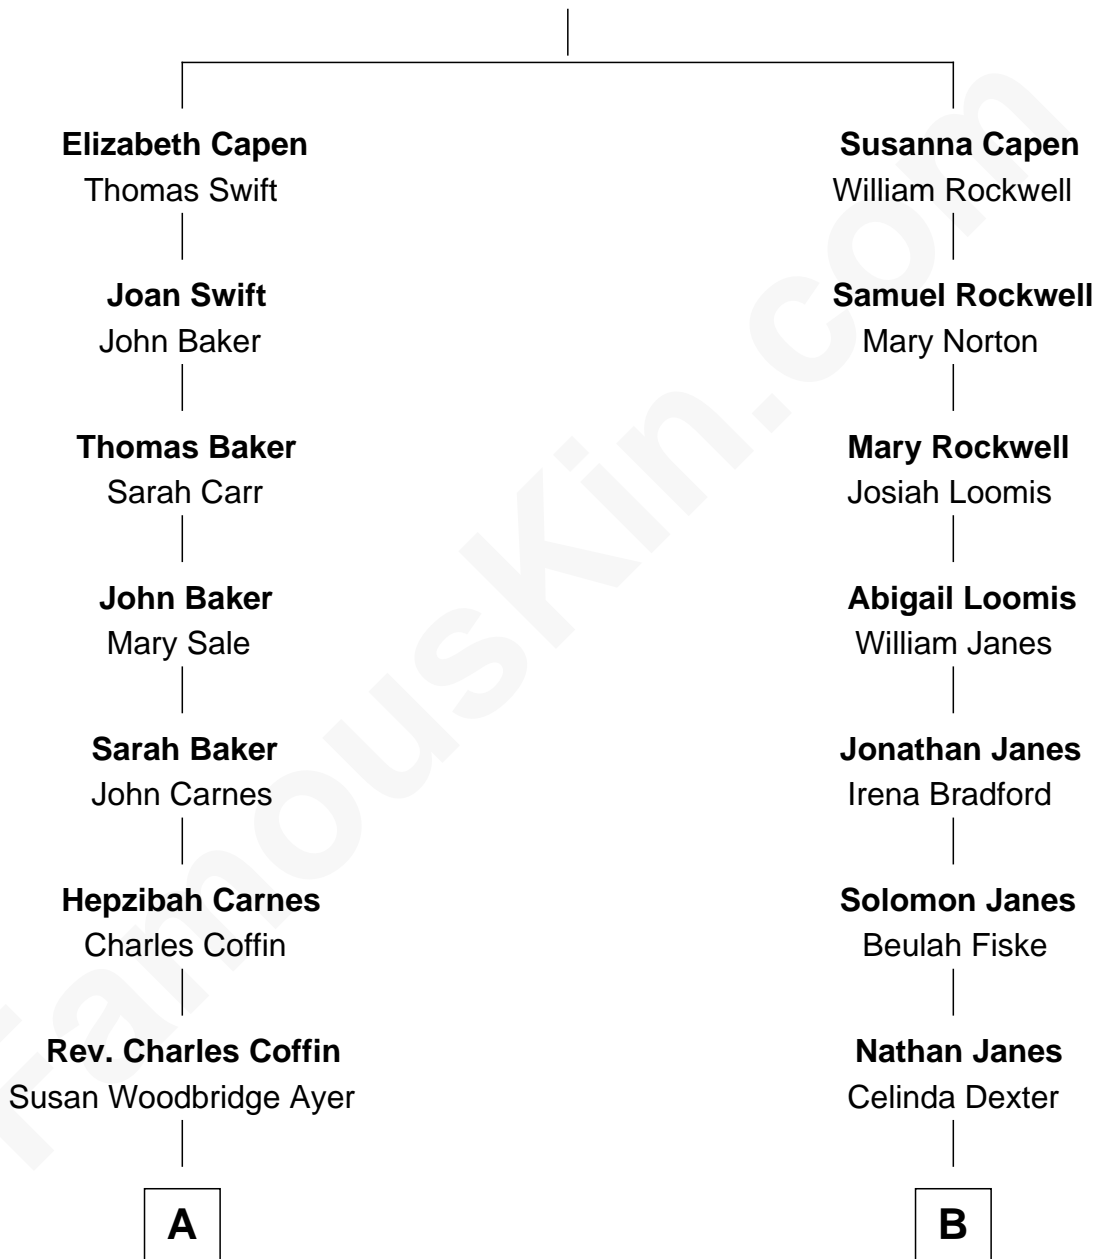 Elizabeth Capen
Thomas Swift
Susanna Capen
William Rockwell
Joan Swift
John Baker
Samuel Rockwell
Mary Norton
Thomas Baker
Sarah Carr
Mary Rockwell
Josiah Loomis
John Baker
Mary Sale
Abigail Loomis
William Janes
Sarah Baker
John Carnes
Jonathan Janes
Irena Bradford
Hepzibah Carnes
Charles Coffin
Solomon Janes
Beulah Fiske
Rev. Charles Coffin
Susan Woodbridge Ayer
Nathan Janes
Celinda Dexter
A
B
FamousKin.com